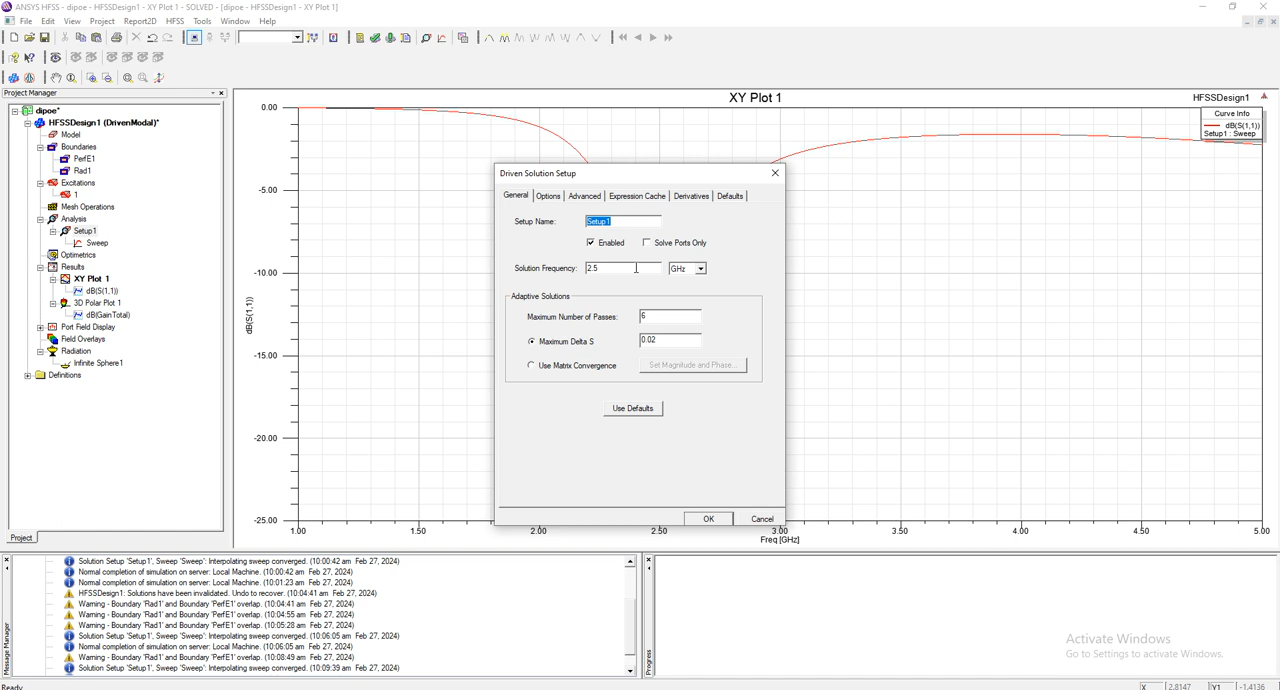 ANSYS HFSS - dipoe - HFSSDesign1 - XY Plot 1 - SOLVED - [dipoe - HFSSDesign1 - XY Plot 1]
File Edit View Project Report2D HFSS Tools Window Help
Project Manager
dipoe*
HFSSDesign1 (DrivenModal)*
Model
Boundaries
PerfE1
Rad1
Excitations
1
Mesh Operations
Analysis
Setup1
Sweep
Optimetrics
Results
XY Plot 1
dB(S(1,1))
3D Polar Plot 1
dB(GainTotal)
Port Field Display
Field Overlays
Radiation
Infinite Sphere1
Definitions
Project
XY Plot 1
HFSSDesign1
Curve Info
dB(S(1,1))
Setup1 : Sweep
0.00
-5.00
-10.00
-15.00
-20.00
-25.00
dB(S(1,1))
1.00 1.50 2.00 2.50 3.00 3.50 4.00 4.50 5.00
Freq [GHz]
Driven Solution Setup
General Options Advanced Expression Cache Derivatives Defaults
Setup Name: Setup1
Enabled Solve Ports Only
Solution Frequency: 2.5 GHz
Adaptive Solutions
Maximum Number of Passes: 6
Maximum Delta S 0.02
Use Matrix Convergence Set Magnitude and Phase...
Use Defaults
OK Cancel
Message Manager
Solution Setup 'Setup1', Sweep 'Sweep': Interpolating sweep converged. (10:00:42 am Feb 27, 2024)
Normal completion of simulation on server: Local Machine. (10:00:42 am Feb 27, 2024)
Normal completion of simulation on server: Local Machine. (10:01:23 am Feb 27, 2024)
HFSSDesign1: Solutions have been invalidated. Undo to recover. (10:04:41 am Feb 27, 2024)
Warning - Boundary 'Rad1' and Boundary 'PerfE1' overlap. (10:04:41 am Feb 27, 2024)
Warning - Boundary 'Rad1' and Boundary 'PerfE1' overlap. (10:04:55 am Feb 27, 2024)
Warning - Boundary 'Rad1' and Boundary 'PerfE1' overlap. (10:05:28 am Feb 27, 2024)
Solution Setup 'Setup1', Sweep 'Sweep': Interpolating sweep converged. (10:06:05 am Feb 27, 2024)
Normal completion of simulation on server: Local Machine. (10:06:05 am Feb 27, 2024)
Warning - Boundary 'Rad1' and Boundary 'PerfE1' overlap. (10:08:49 am Feb 27, 2024)
Solution Setup 'Setup1', Sweep 'Sweep': Interpolating sweep converged. (10:09:39 am Feb 27, 2024)
Progress
Activate Windows
Go to Settings to activate Windows.
Ready
X 2.8147 Y1 -1.4136